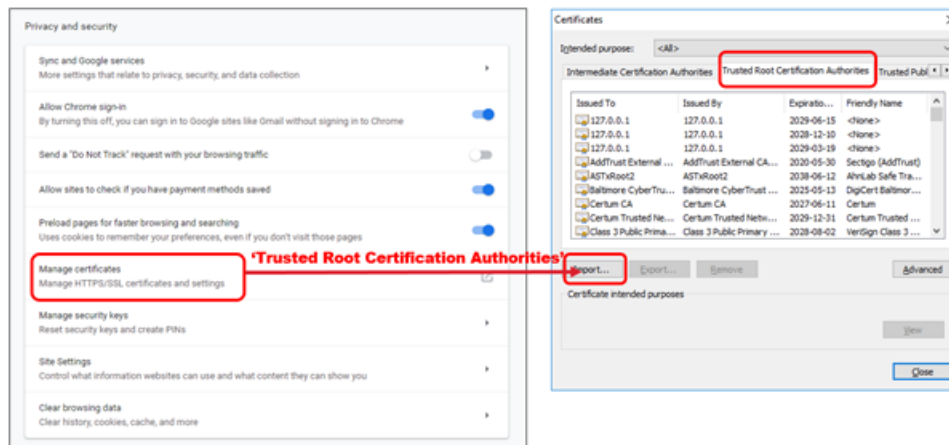 Privacy and security
Sync and Google services
More settings that relate to privacy, security, and data collection
Allow Chrome sign-in
By turning this off, you can sign in to Google sites like Gmail without signing in to Chrome
Send a "Do Not Track" request with your browsing traffic
Allow sites to check if you have payment methods saved
Preload pages for faster browsing and searching
Uses cookies to remember your preferences, even if you don't visit those pages
Manage certificates
Manage HTTPS/SSL certificates and settings
Manage security keys
Reset security keys and create PINs
Site Settings
Control what information websites can use and what content they can show you
Clear browsing data
Clear history, cookies, cache, and more
'Trusted Root Certification Authorities'
Certificates
Intended purpose: <All>
Intermediate Certification Authorities Trusted Root Certification Authorities Trusted Publ
Issued To Issued By Expiratio... Friendly Name
127.0.0.1 127.0.0.1 2029-06-15 <None>
127.0.0.1 127.0.0.1 2028-12-10 <None>
127.0.0.1 127.0.0.1 2029-03-19 <None>
AddTrust External ... AddTrust External CA... 2020-05-30 Sectigo (AddTrust)
ASTxRoot2 ASTxRoot2 2038-06-12 AhnLab Safe Tra...
Baltimore CyberTru... Baltimore CyberTrust ... 2025-05-13 DigiCert Baltimor...
Certum CA Certum CA 2027-06-11 Certum
Certum Trusted Ne... Certum Trusted Netw... 2029-12-31 Certum Trusted ...
Class 3 Public Prima... Class 3 Public Primary ... 2028-08-02 VeriSign Class 3 ...
Import... Export... Remove Advanced
Certificate intended purposes
View
Close